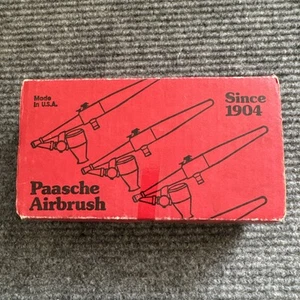 Made
in U.S.A.
Since
1904
Paasche
Airbrush